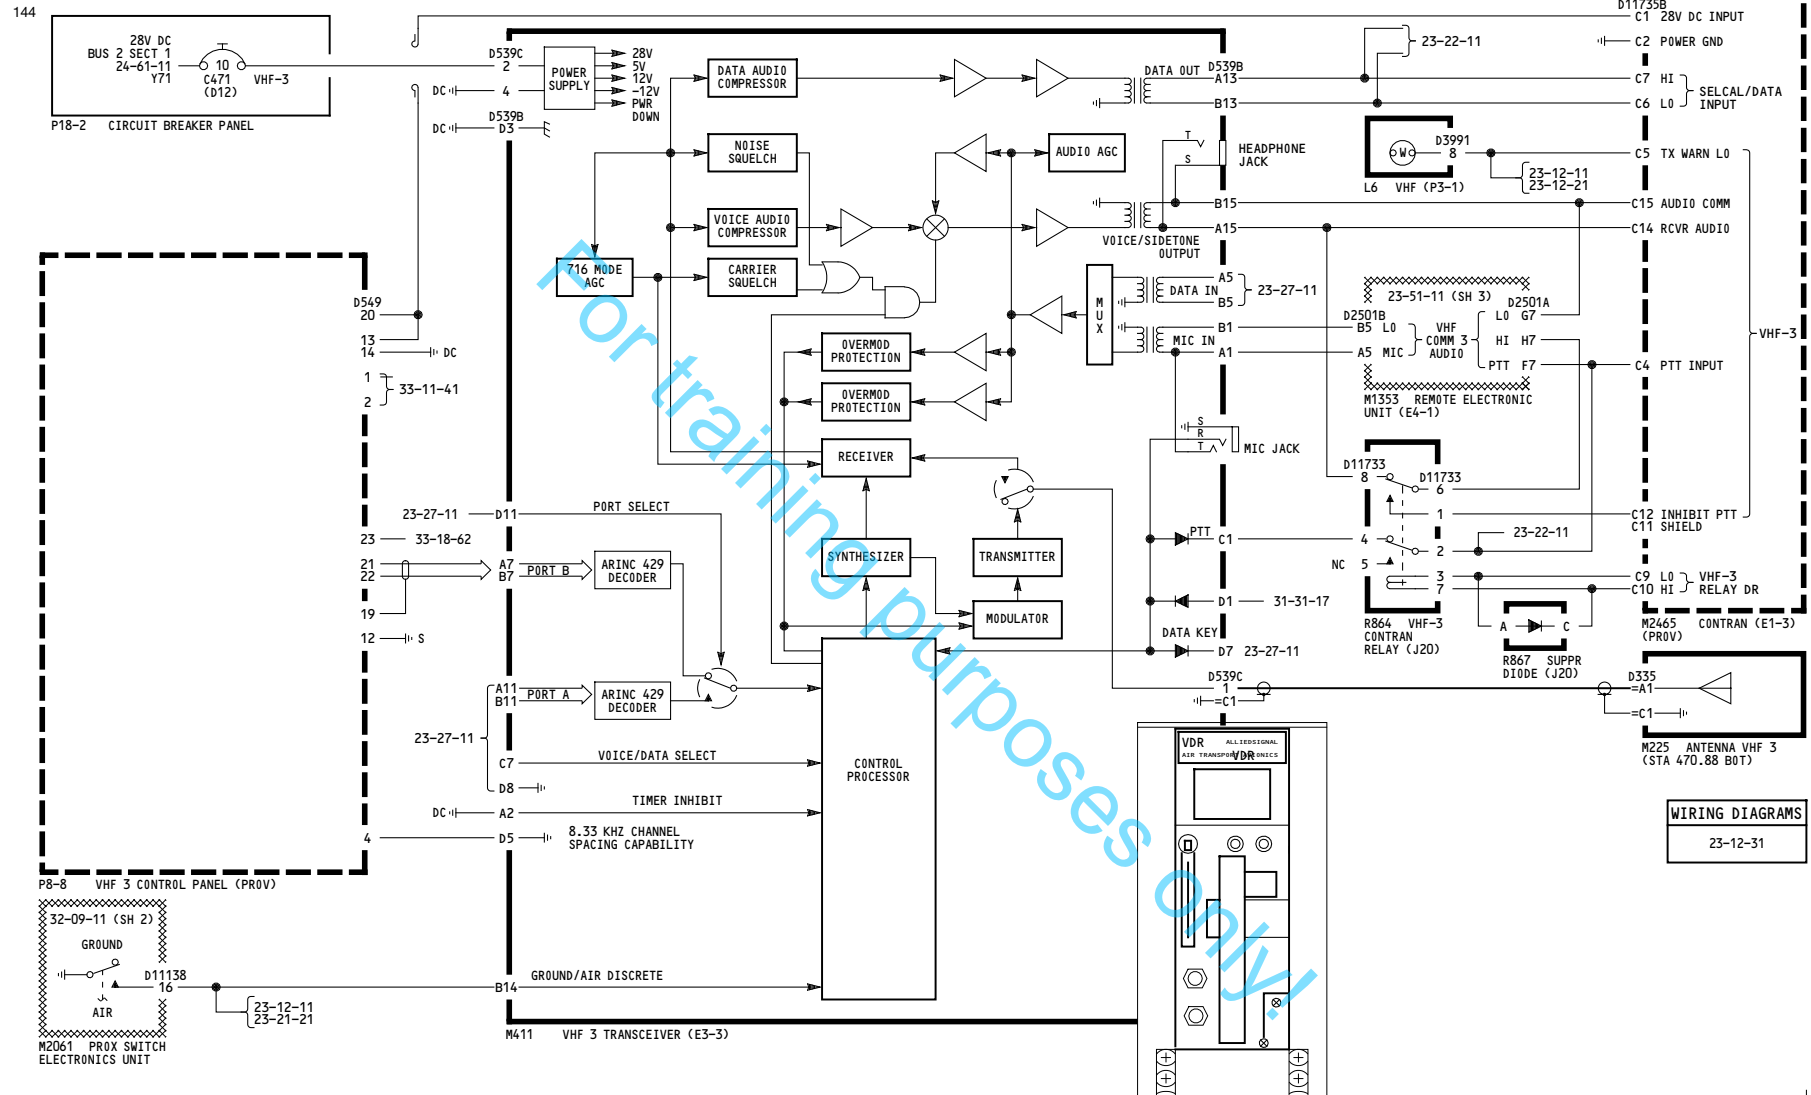 144
28V DC
BUS 2 SECT 1
24-61-11
Y71
10
C471
(D12)
VHF-3
P18-2 CIRCUIT BREAKER PANEL
D539C
2
DC
4
D539B
DC
D3
POWER
SUPPLY
28V
5V
12V
-12V
PWR
DOWN
DATA AUDIO
COMPRESSOR
NOISE
SQUELCH
VOICE AUDIO
COMPRESSOR
716 MODE
AGC
CARRIER
SQUELCH
AUDIO AGC
DATA OUT
D539B
A13
B13
T
S
HEADPHONE
JACK
B15
A15
VOICE/SIDETONE
OUTPUT
MUX
A5
DATA IN
B5
23-27-11
B1
MIC IN
A1
OVERMOD
PROTECTION
OVERMOD
PROTECTION
S
R
T
MIC JACK
RECEIVER
SYNTHESIZER
TRANSMITTER
MODULATOR
PTT
C1
D1
31-31-17
DATA KEY
D7
23-27-11
D539C
1
=C1
D11735B
C1 28V DC INPUT
C2 POWER GND
23-22-11
C7 HI
C6 LO
SELCAL/DATA
INPUT
W
D3991
8
L6 VHF (P3-1)
23-12-11
23-12-21
C5 TX WARN LO
C15 AUDIO COMM
C14 RCVR AUDIO
VHF-3
23-51-11 (SH 3)
D2501B
D2501A
B5 LO
A5 MIC
VHF
COMM 3
AUDIO
LO G7
HI H7
PTT F7
M1353 REMOTE ELECTRONIC
UNIT (E4-1)
C4 PTT INPUT
D11733
8
D11733
6
1
4
2
NC 5
3
7
23-22-11
C12 INHIBIT PTT
C11 SHIELD
C9 LO
C10 HI
VHF-3
RELAY DR
R864 VHF-3
CONTRAN
RELAY (J20)
A
C
R867 SUPPR
DIODE (J20)
M2465 CONTRAN (E1-3)
(PROV)
D335
=A1
=C1
M225 ANTENNA VHF 3
(STA 470.88 BOT)
D549
20
13
14
DC
1
2
33-11-41
23
33-18-62
21
22
19
12
S
4
P8-8 VHF 3 CONTROL PANEL (PROV)
23-27-11
D11
PORT SELECT
A7
B7
PORT B
ARINC 429
DECODER
A11
B11
PORT A
ARINC 429
DECODER
23-27-11
C7
VOICE/DATA SELECT
D8
DC
A2
TIMER INHIBIT
D5
8.33 KHZ CHANNEL
SPACING CAPABILITY
CONTROL
PROCESSOR
32-09-11 (SH 2)
GROUND
AIR
D11138
16
23-12-11
23-21-21
M2061 PROX SWITCH
ELECTRONICS UNIT
B14
GROUND/AIR DISCRETE
M411 VHF 3 TRANSCEIVER (E3-3)
VDR
ALLIEDSIGNAL
VDR
WIRING DIAGRAMS
23-12-31
For training purposes only!